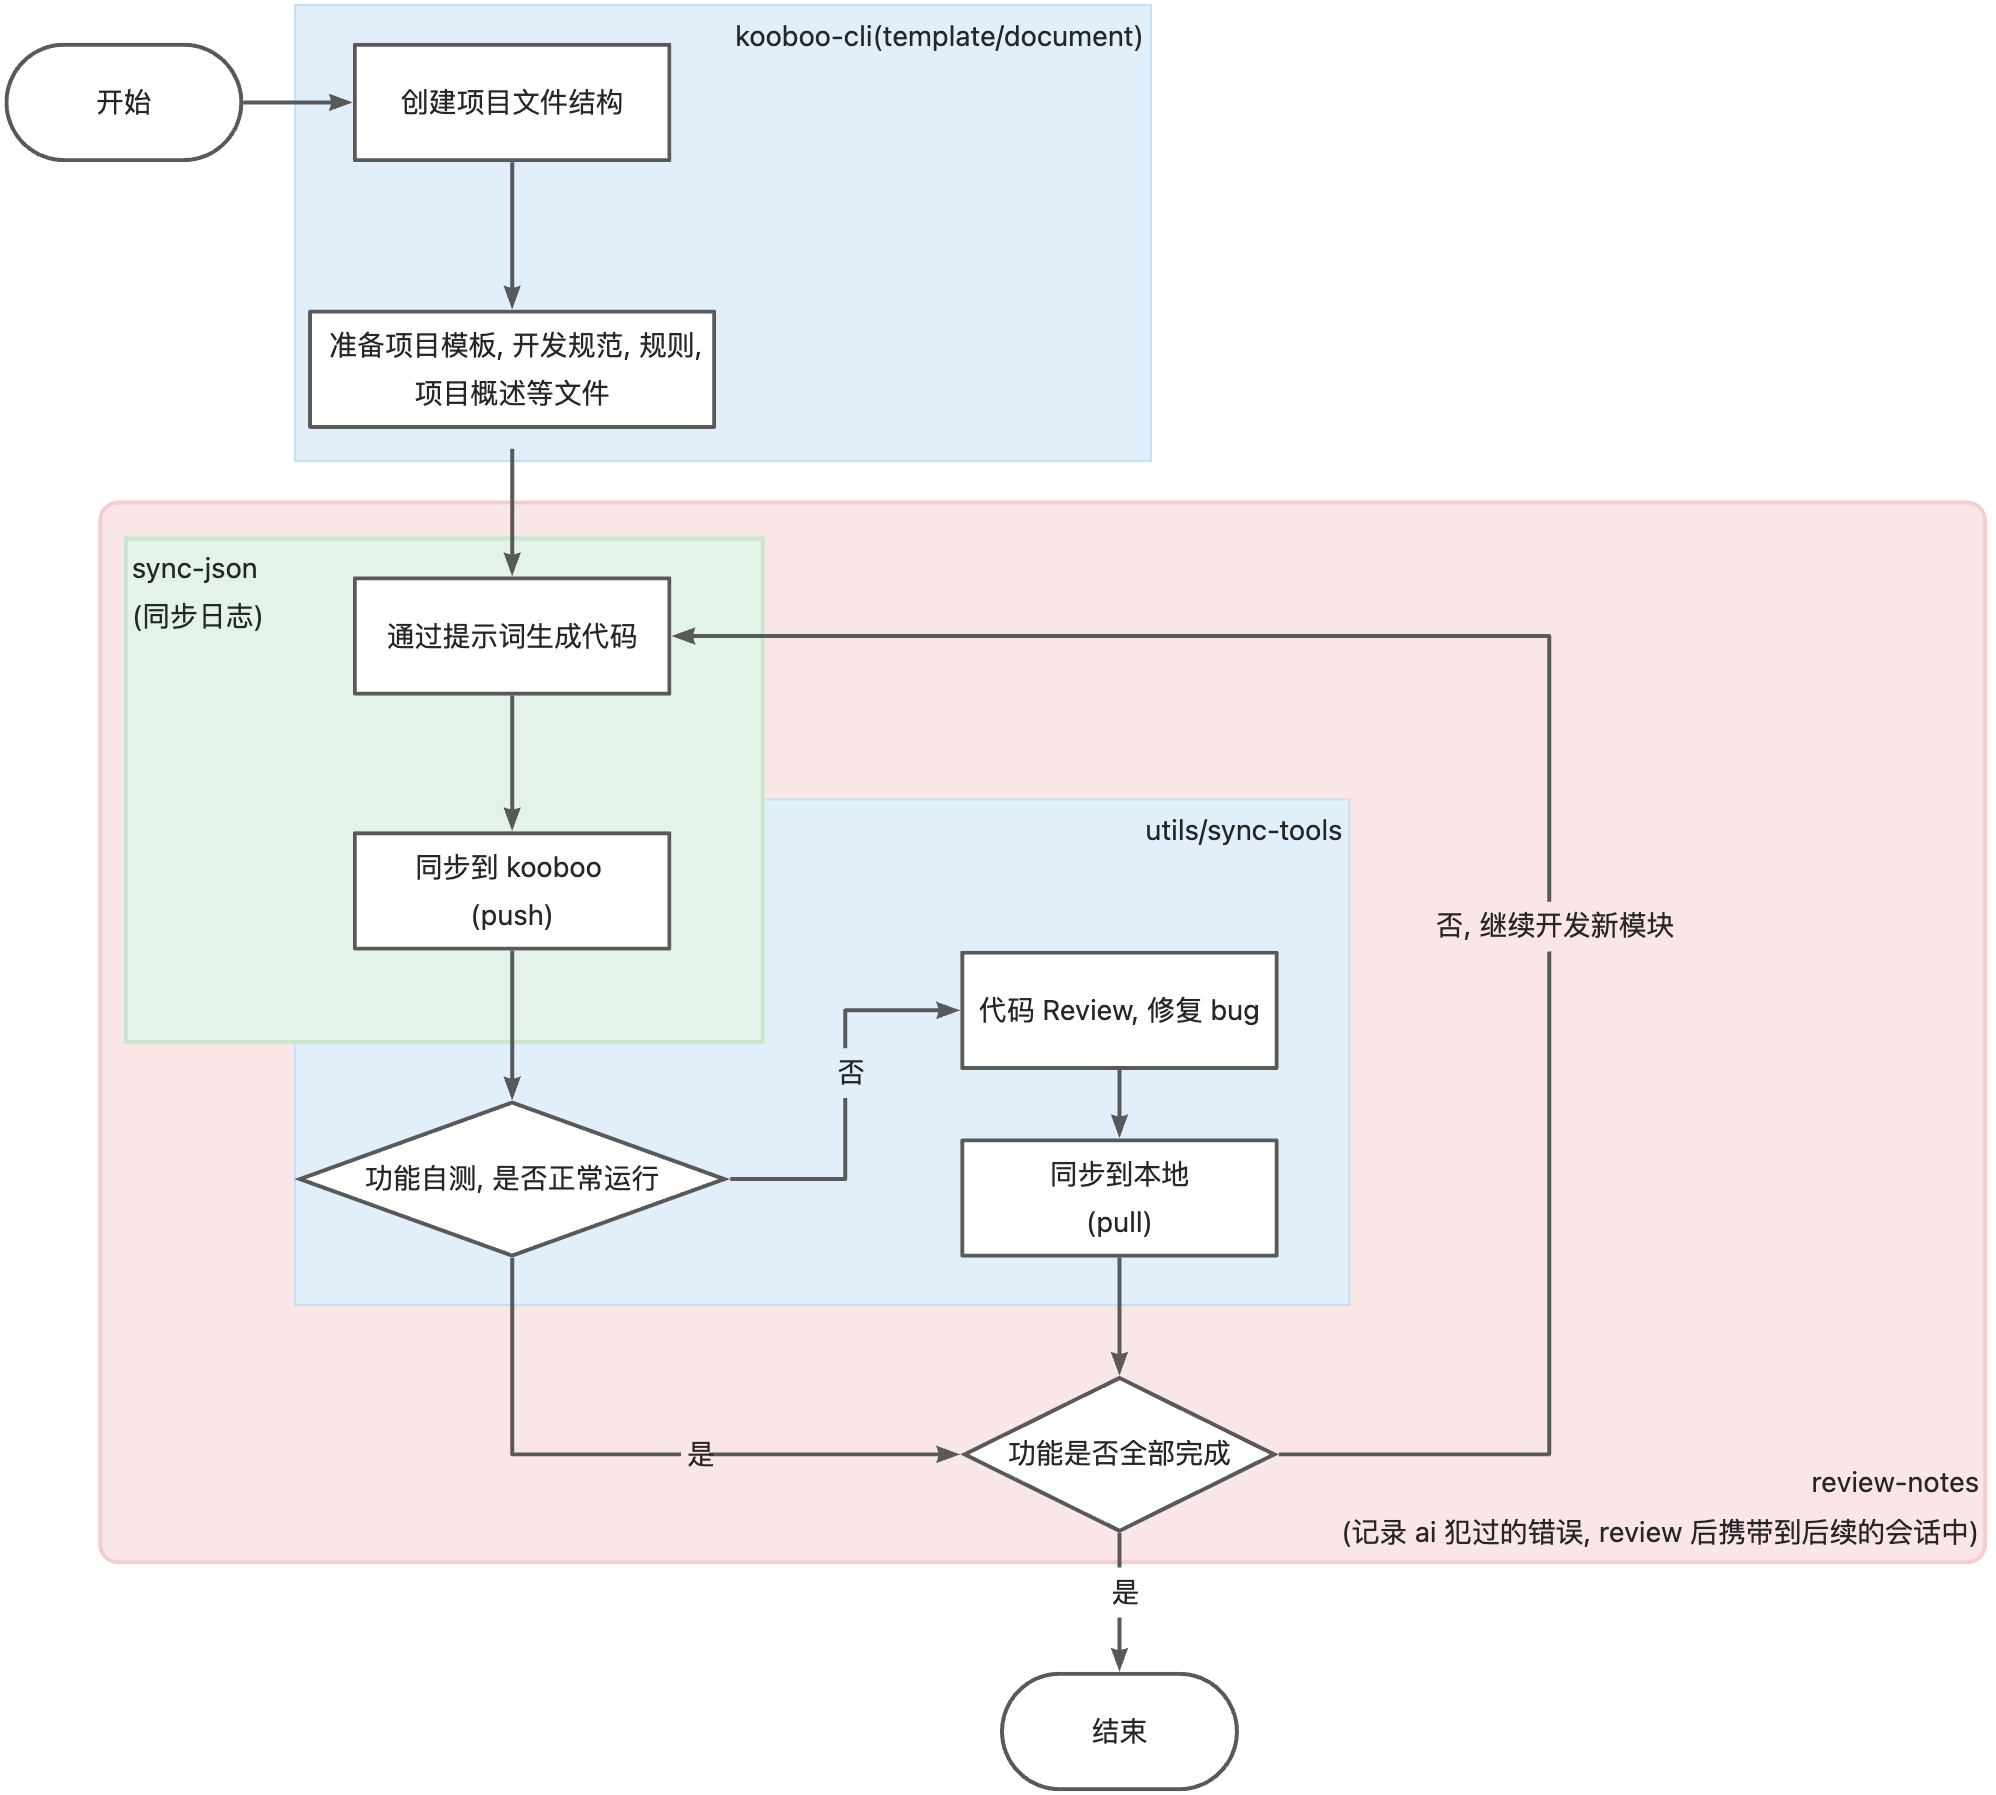 kooboo-cli(template/document)
开始
创建项目文件结构
准备项目模板, 开发规范, 规则,
项目概述等文件
sync-json
(同步日志)
通过提示词生成代码
utils/sync-tools
同步到 kooboo
(push)
否, 继续开发新模块
代码 Review, 修复 bug
否
功能自测, 是否正常运行
同步到本地
(pull)
是
功能是否全部完成
review-notes
(记录 ai 犯过的错误, review 后携带到后续的会话中)
是
结束